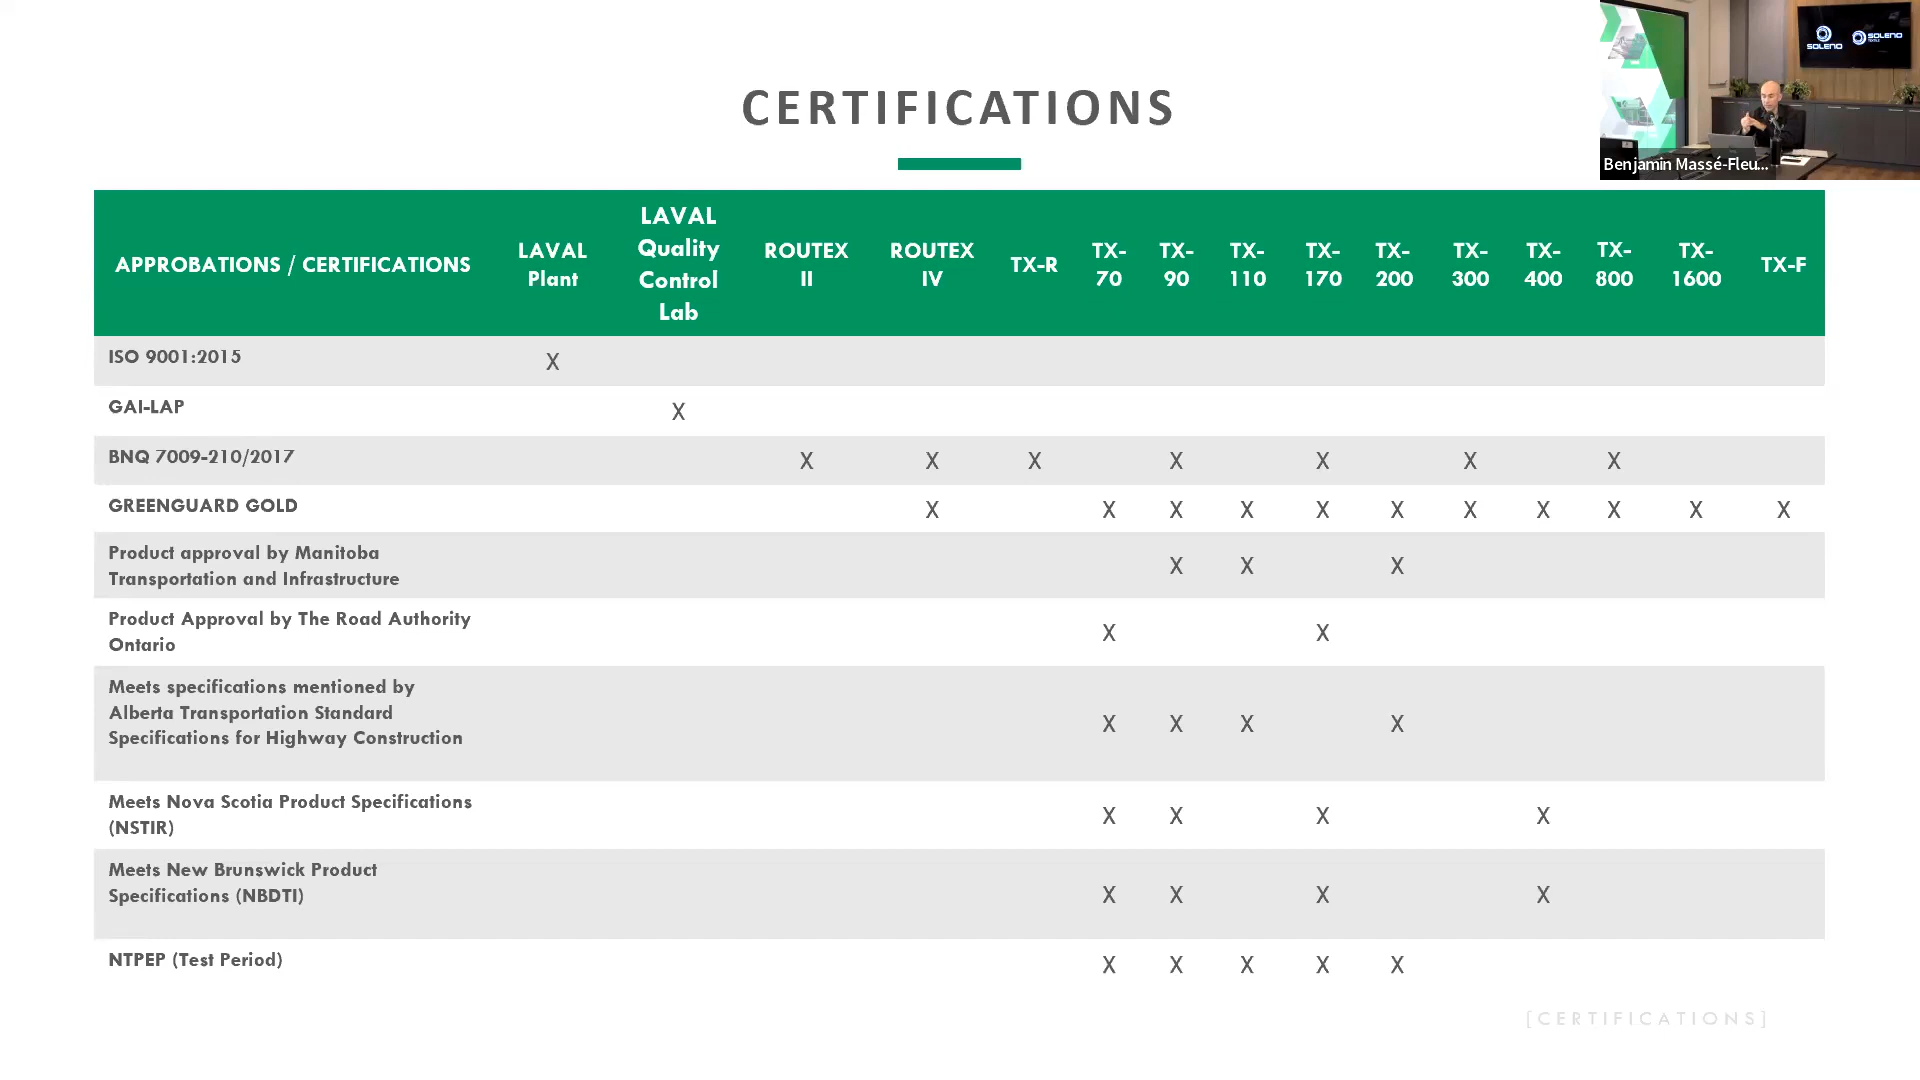 CERTIFICATIONS
SOLENO
SOLENO
Benjamin Massé-Fleu...
APPROBATIONS / CERTIFICATIONS
LAVAL
Plant
LAVAL
Quality
Control
Lab
ROUTEX
II
ROUTEX
IV
TX-R
TX-
70
TX-
90
TX-
110
TX-
170
TX-
200
TX-
300
TX-
400
TX-
800
TX-
1600
TX-F
ISO 9001:2015
X
GAI-LAP
X
BNQ 7009-210/2017
X X X X X X X
GREENGUARD GOLD
X X X X X X X X X X X
Product approval by Manitoba
Transportation and Infrastructure
X X X
Product Approval by The Road Authority
Ontario
X X
Meets specifications mentioned by
Alberta Transportation Standard
Specifications for Highway Construction
X X X X
Meets Nova Scotia Product Specifications
(NSTIR)
X X X X
Meets New Brunswick Product
Specifications (NBDTI)
X X X X
NTPEP (Test Period)
X X X X X
[CERTIFICATIONS]